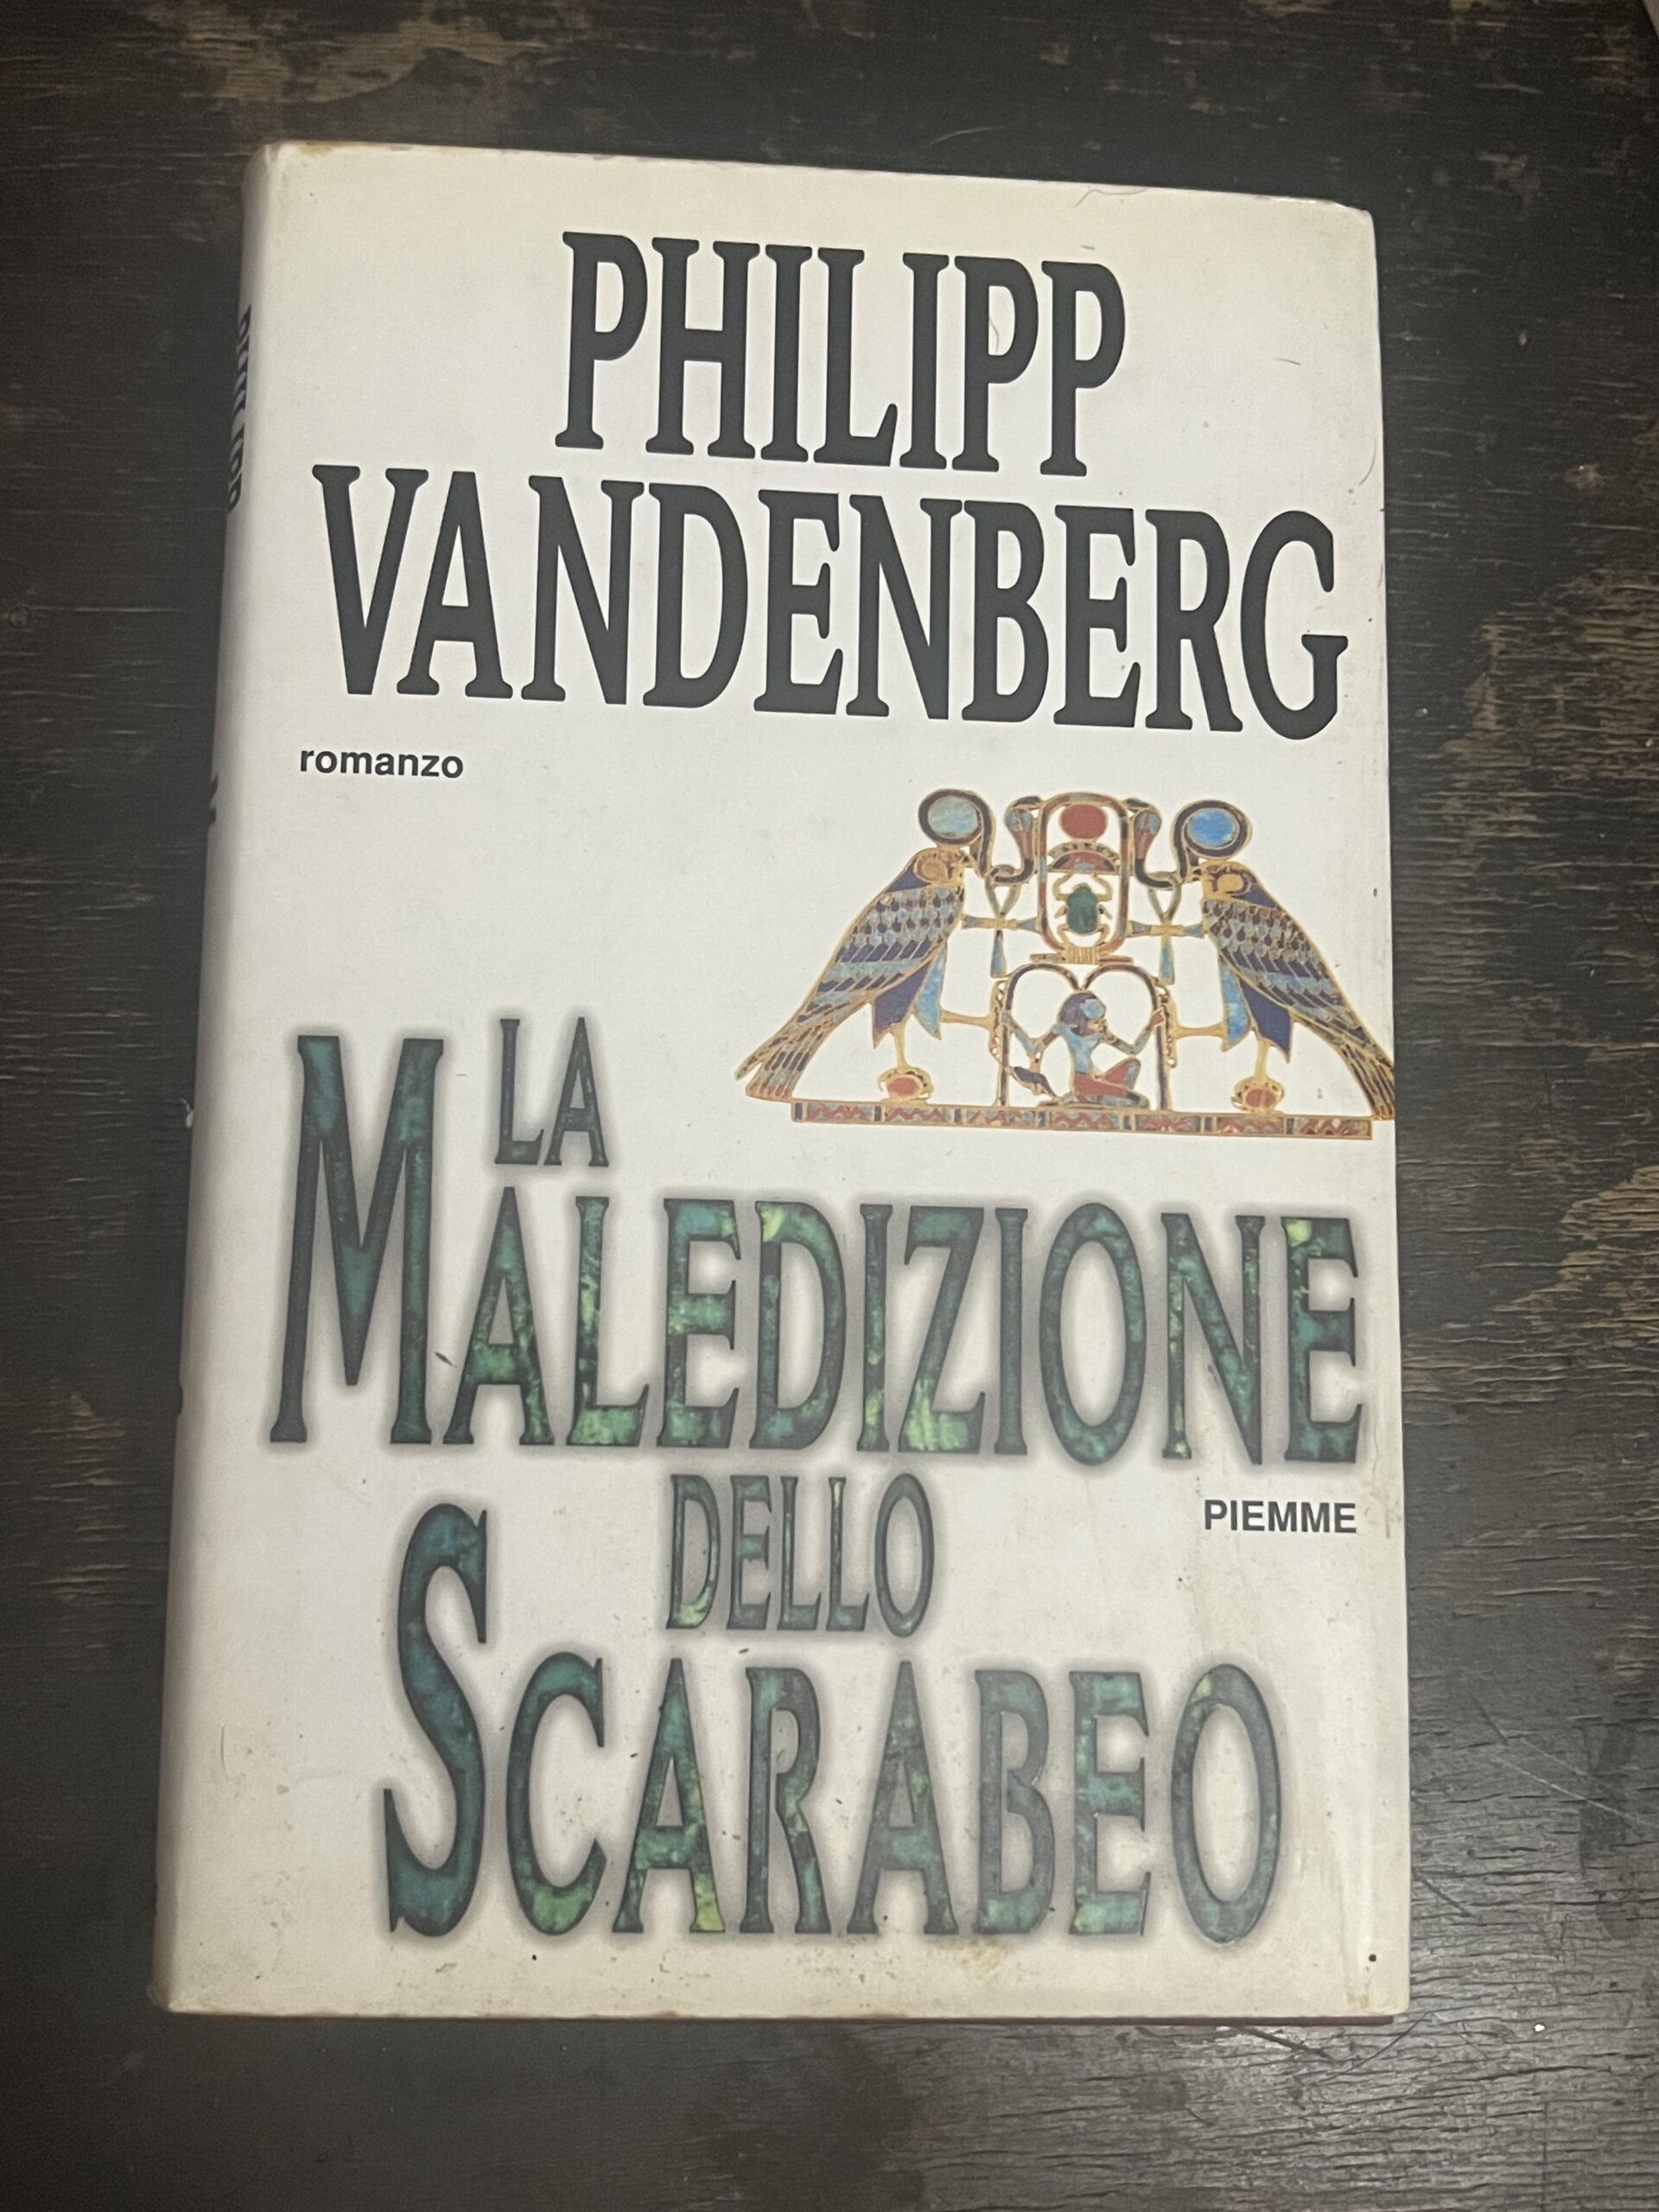 PHILIPP
VANDENBERG
romanzo
LA
MALEDIZIONE
DELLO
PIEMME
SCARABEO